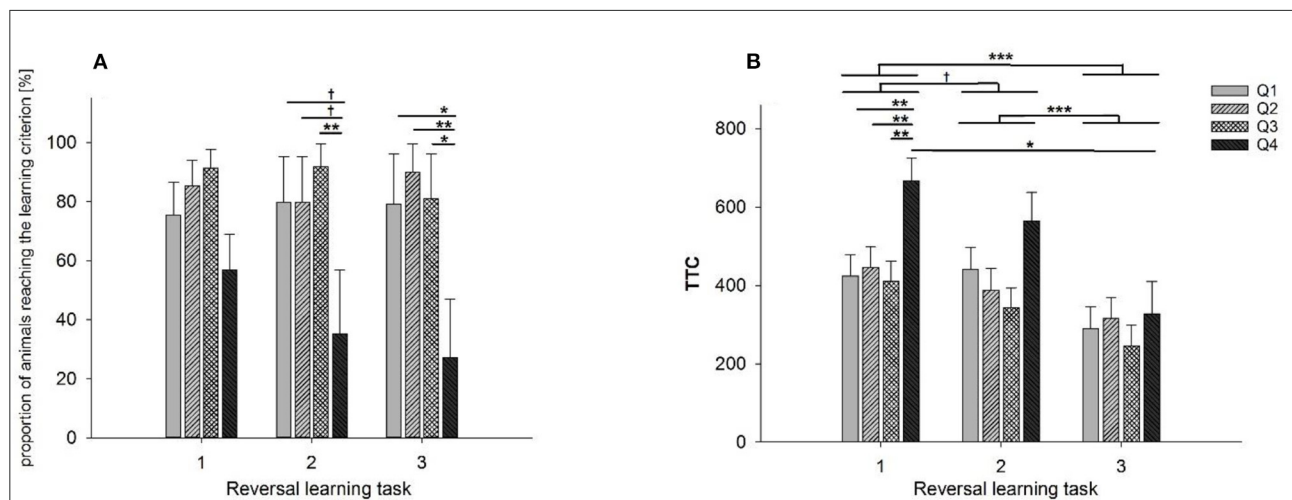 A
proportion of animals reaching the learning criterion [%]
†
†
**
*
**
*
100
80
60
40
20
0
1 2 3
Reversal learning task
B
***
†
**
***
**
**
*
Q1
Q2
Q3
Q4
TTC
800
600
400
200
0
1 2 3
Reversal learning task